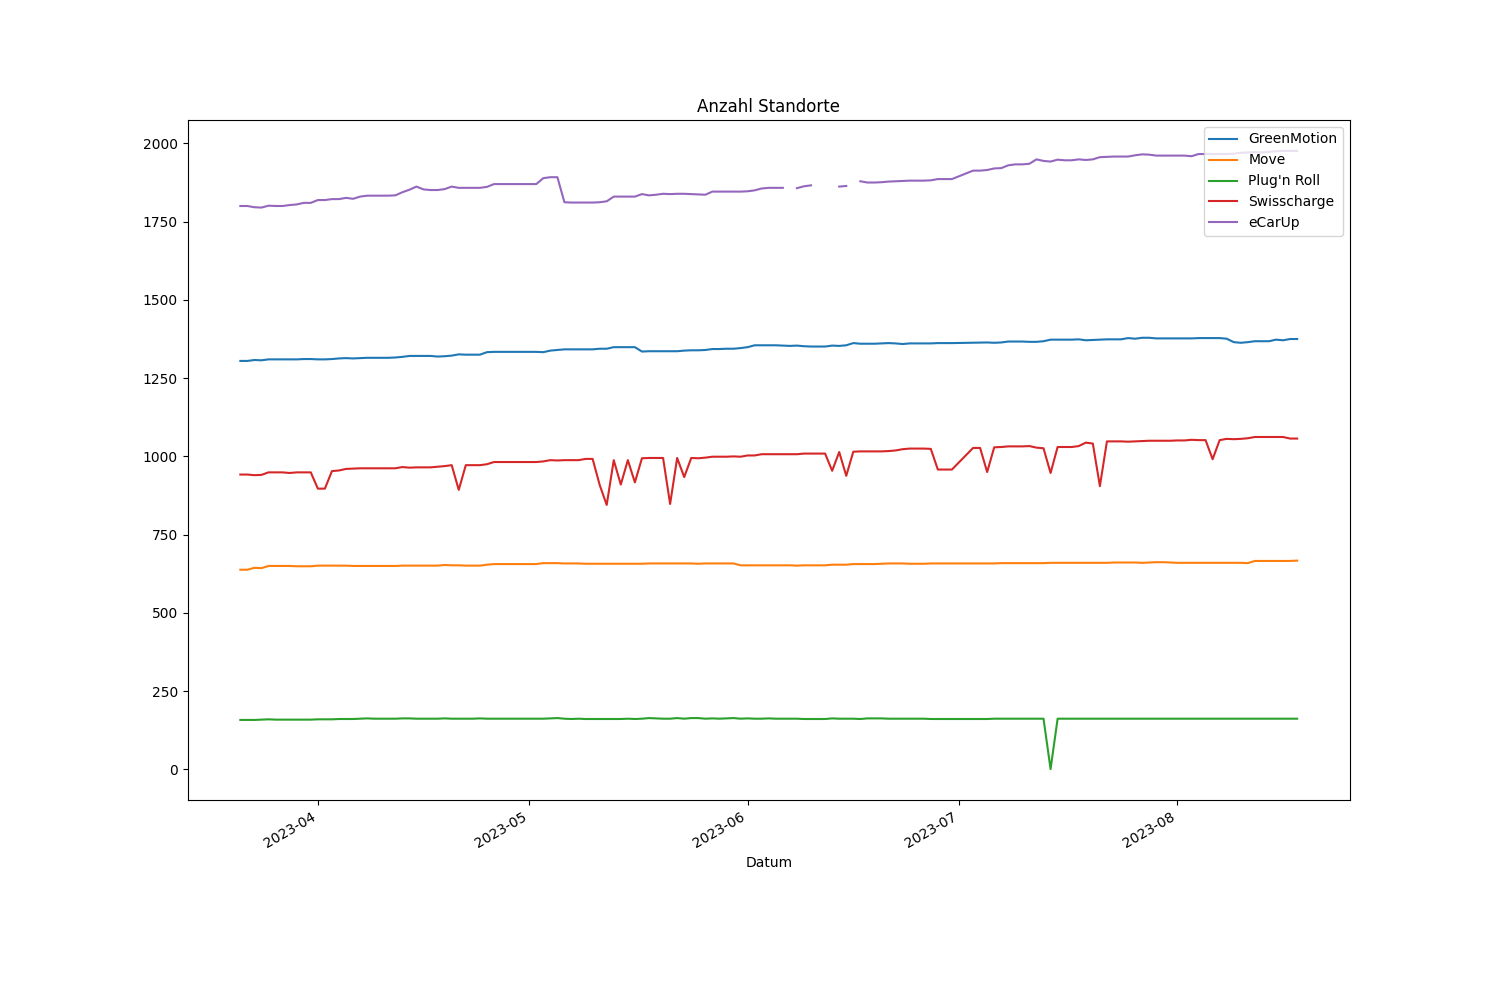 Anzahl Standorte
2000
1750
1500
1250
1000
750
500
250
0
GreenMotion
Move
Plug'n Roll
Swisscharge
eCarUp
2023-04
2023-05
2023-06
2023-07
2023-08
Datum